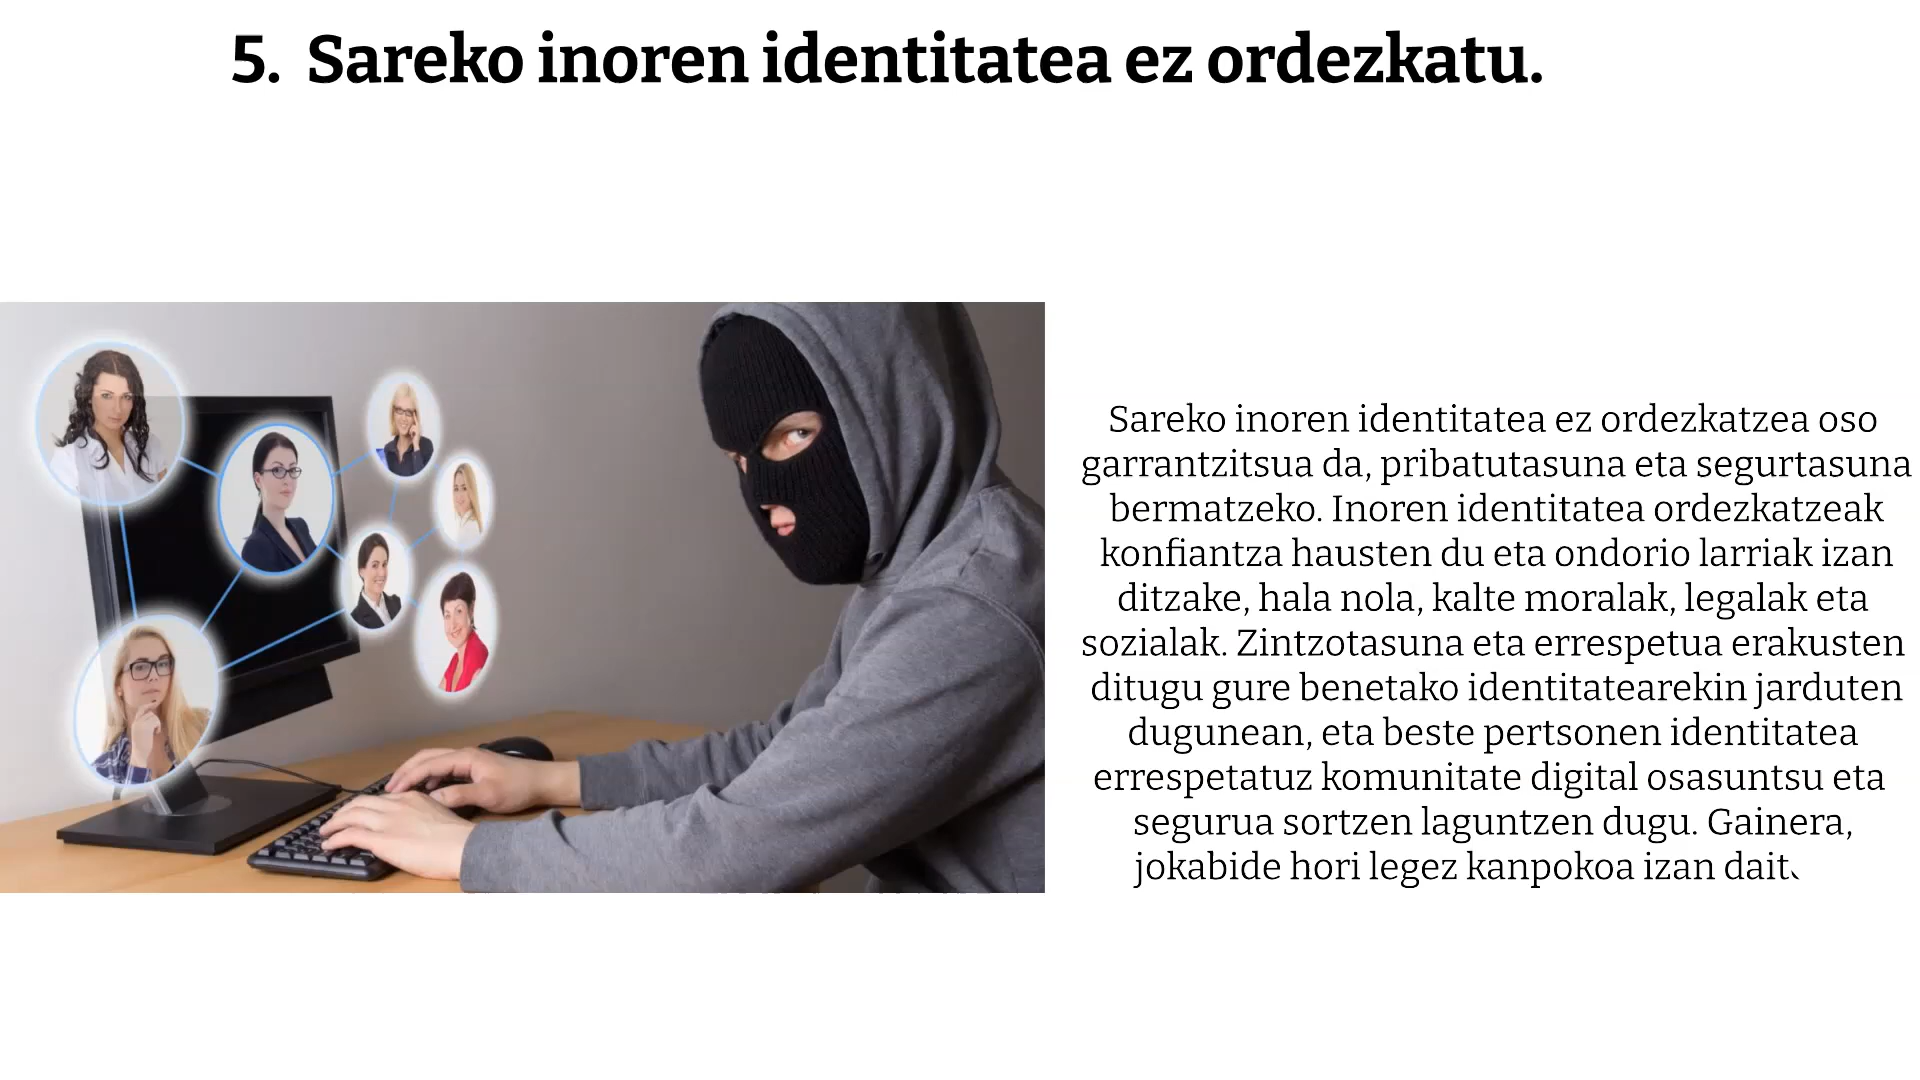 5. Sareko inoren identitatea ez ordezkatu.
Sareko inoren identitatea ez ordezkatzea oso
garrantzitsua da, pribatutasuna eta segurtasuna
bermatzeko. Inoren identitatea ordezkatzeak
konfiantza hausten du eta ondorio larriak izan
ditzake, hala nola, kalte moralak, legalak eta
sozialak. Zintzotasuna eta errespetua erakusten
ditugu gure benetako identitatearekin jarduten
dugunean, eta beste pertsonen identitatea
errespetatuz komunitate digital osasuntsu eta
segurua sortzen laguntzen dugu. Gainera,
jokabide hori legez kanpokoa izan